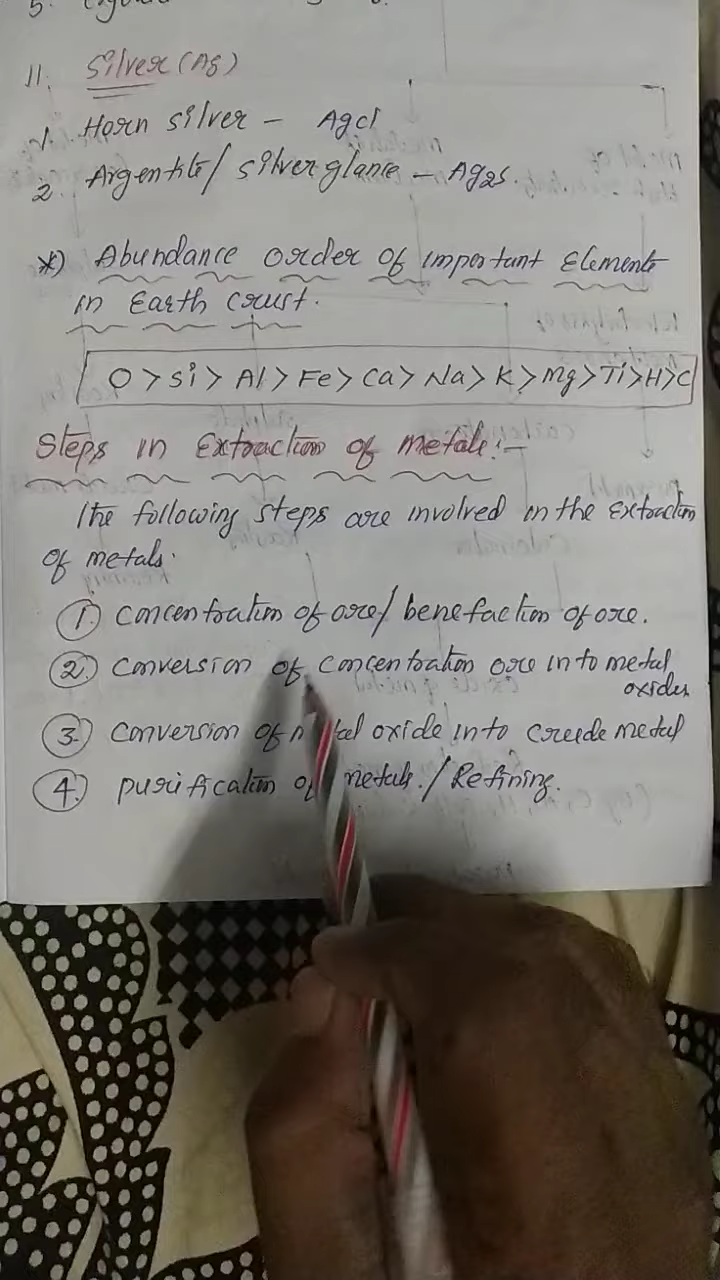 11. Silver (Ag)
1. Horn silver - Agcl
2. Argentite/ silver glance - Ag2s.
*) Abundance order of important Elements
in Earth crust.
O > Si > Al > Fe > Ca > Na > K > Mg > Ti > H > C
Steps in Extraction of metals:-
The following steps are involved in the Extraction
of metals.
1. Concentration of ore/ benefaction of ore.
2. Conversion of concentration ore into metal
oxides
3. Conversion of metal oxide into crude metal
4. Purification of metals. / Refining.